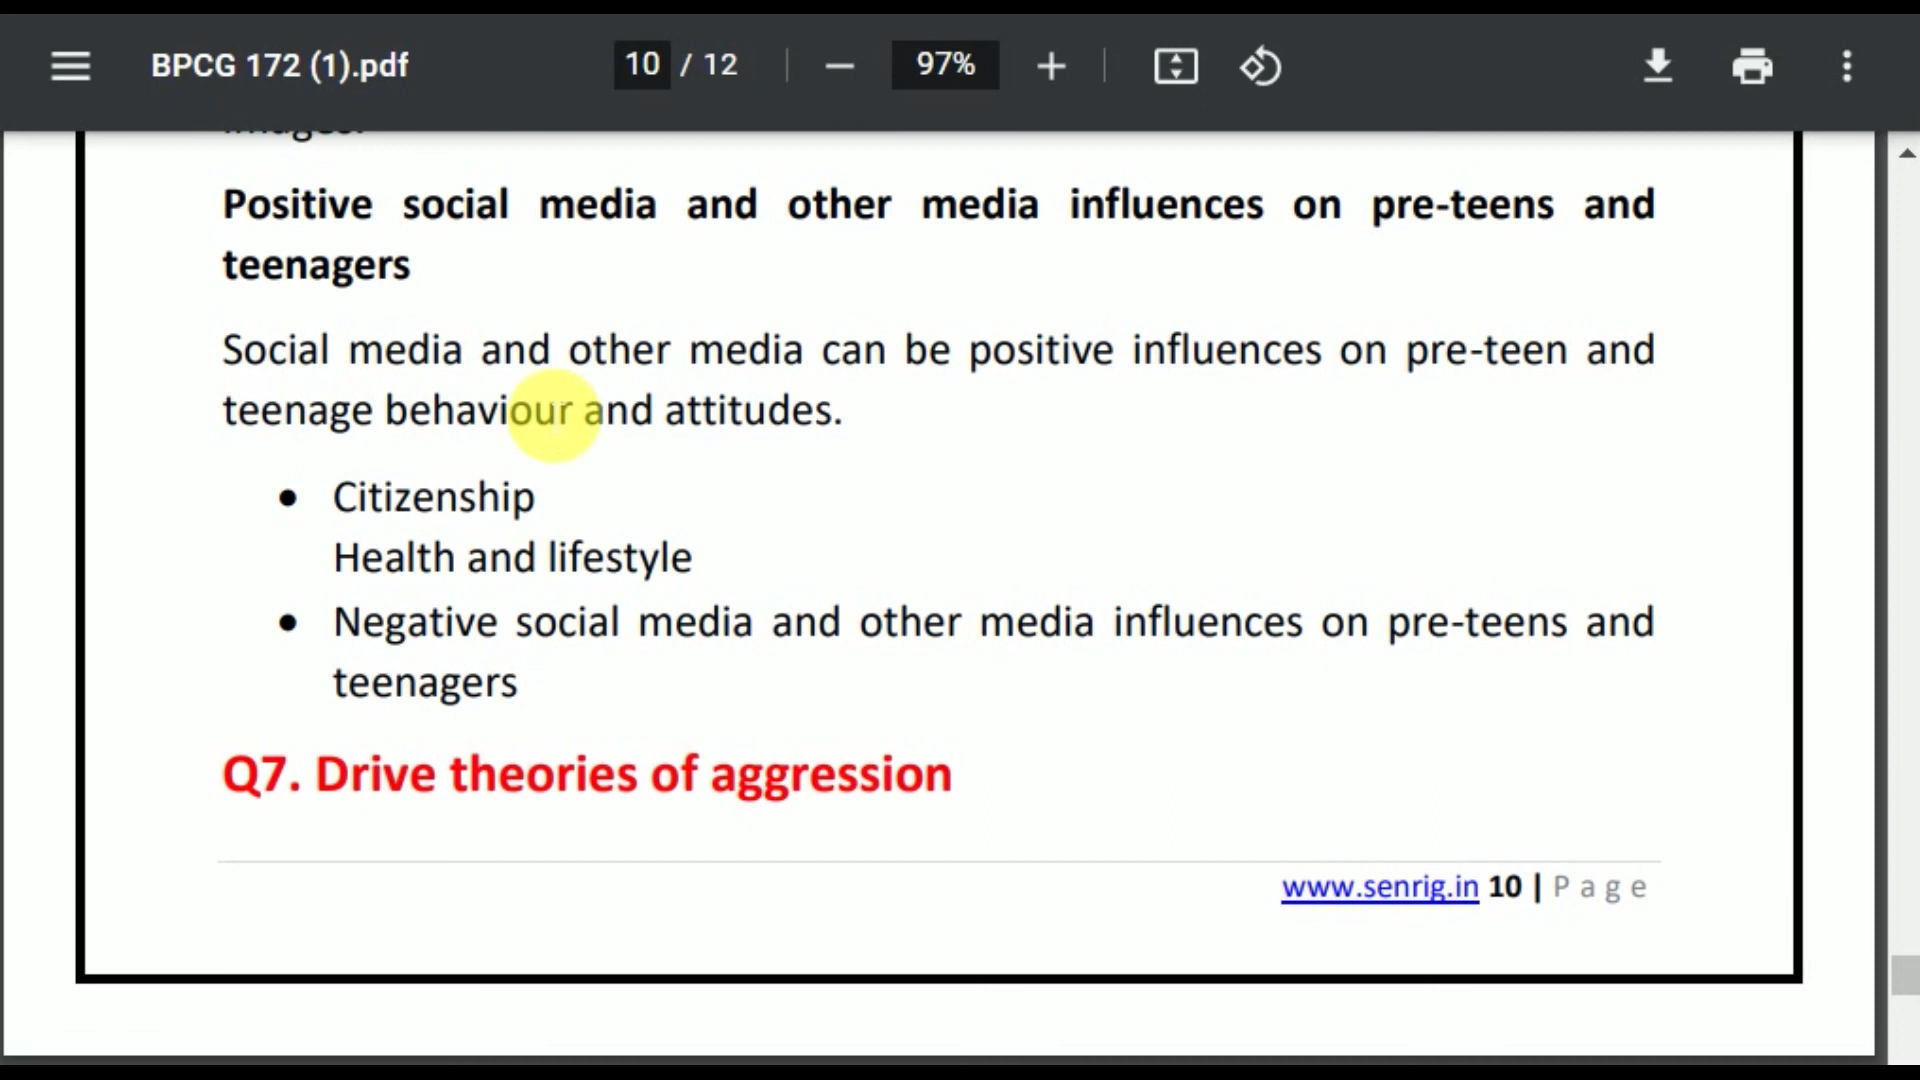 BPCG 172 (1).pdf 10 / 12 97%
Positive social media and other media influences on pre-teens and
teenagers
Social media and other media can be positive influences on pre-teen and
teenage behaviour and attitudes.
• Citizenship
Health and lifestyle
• Negative social media and other media influences on pre-teens and
teenagers
Q7. Drive theories of aggression
www.senrig.in 10 | Page